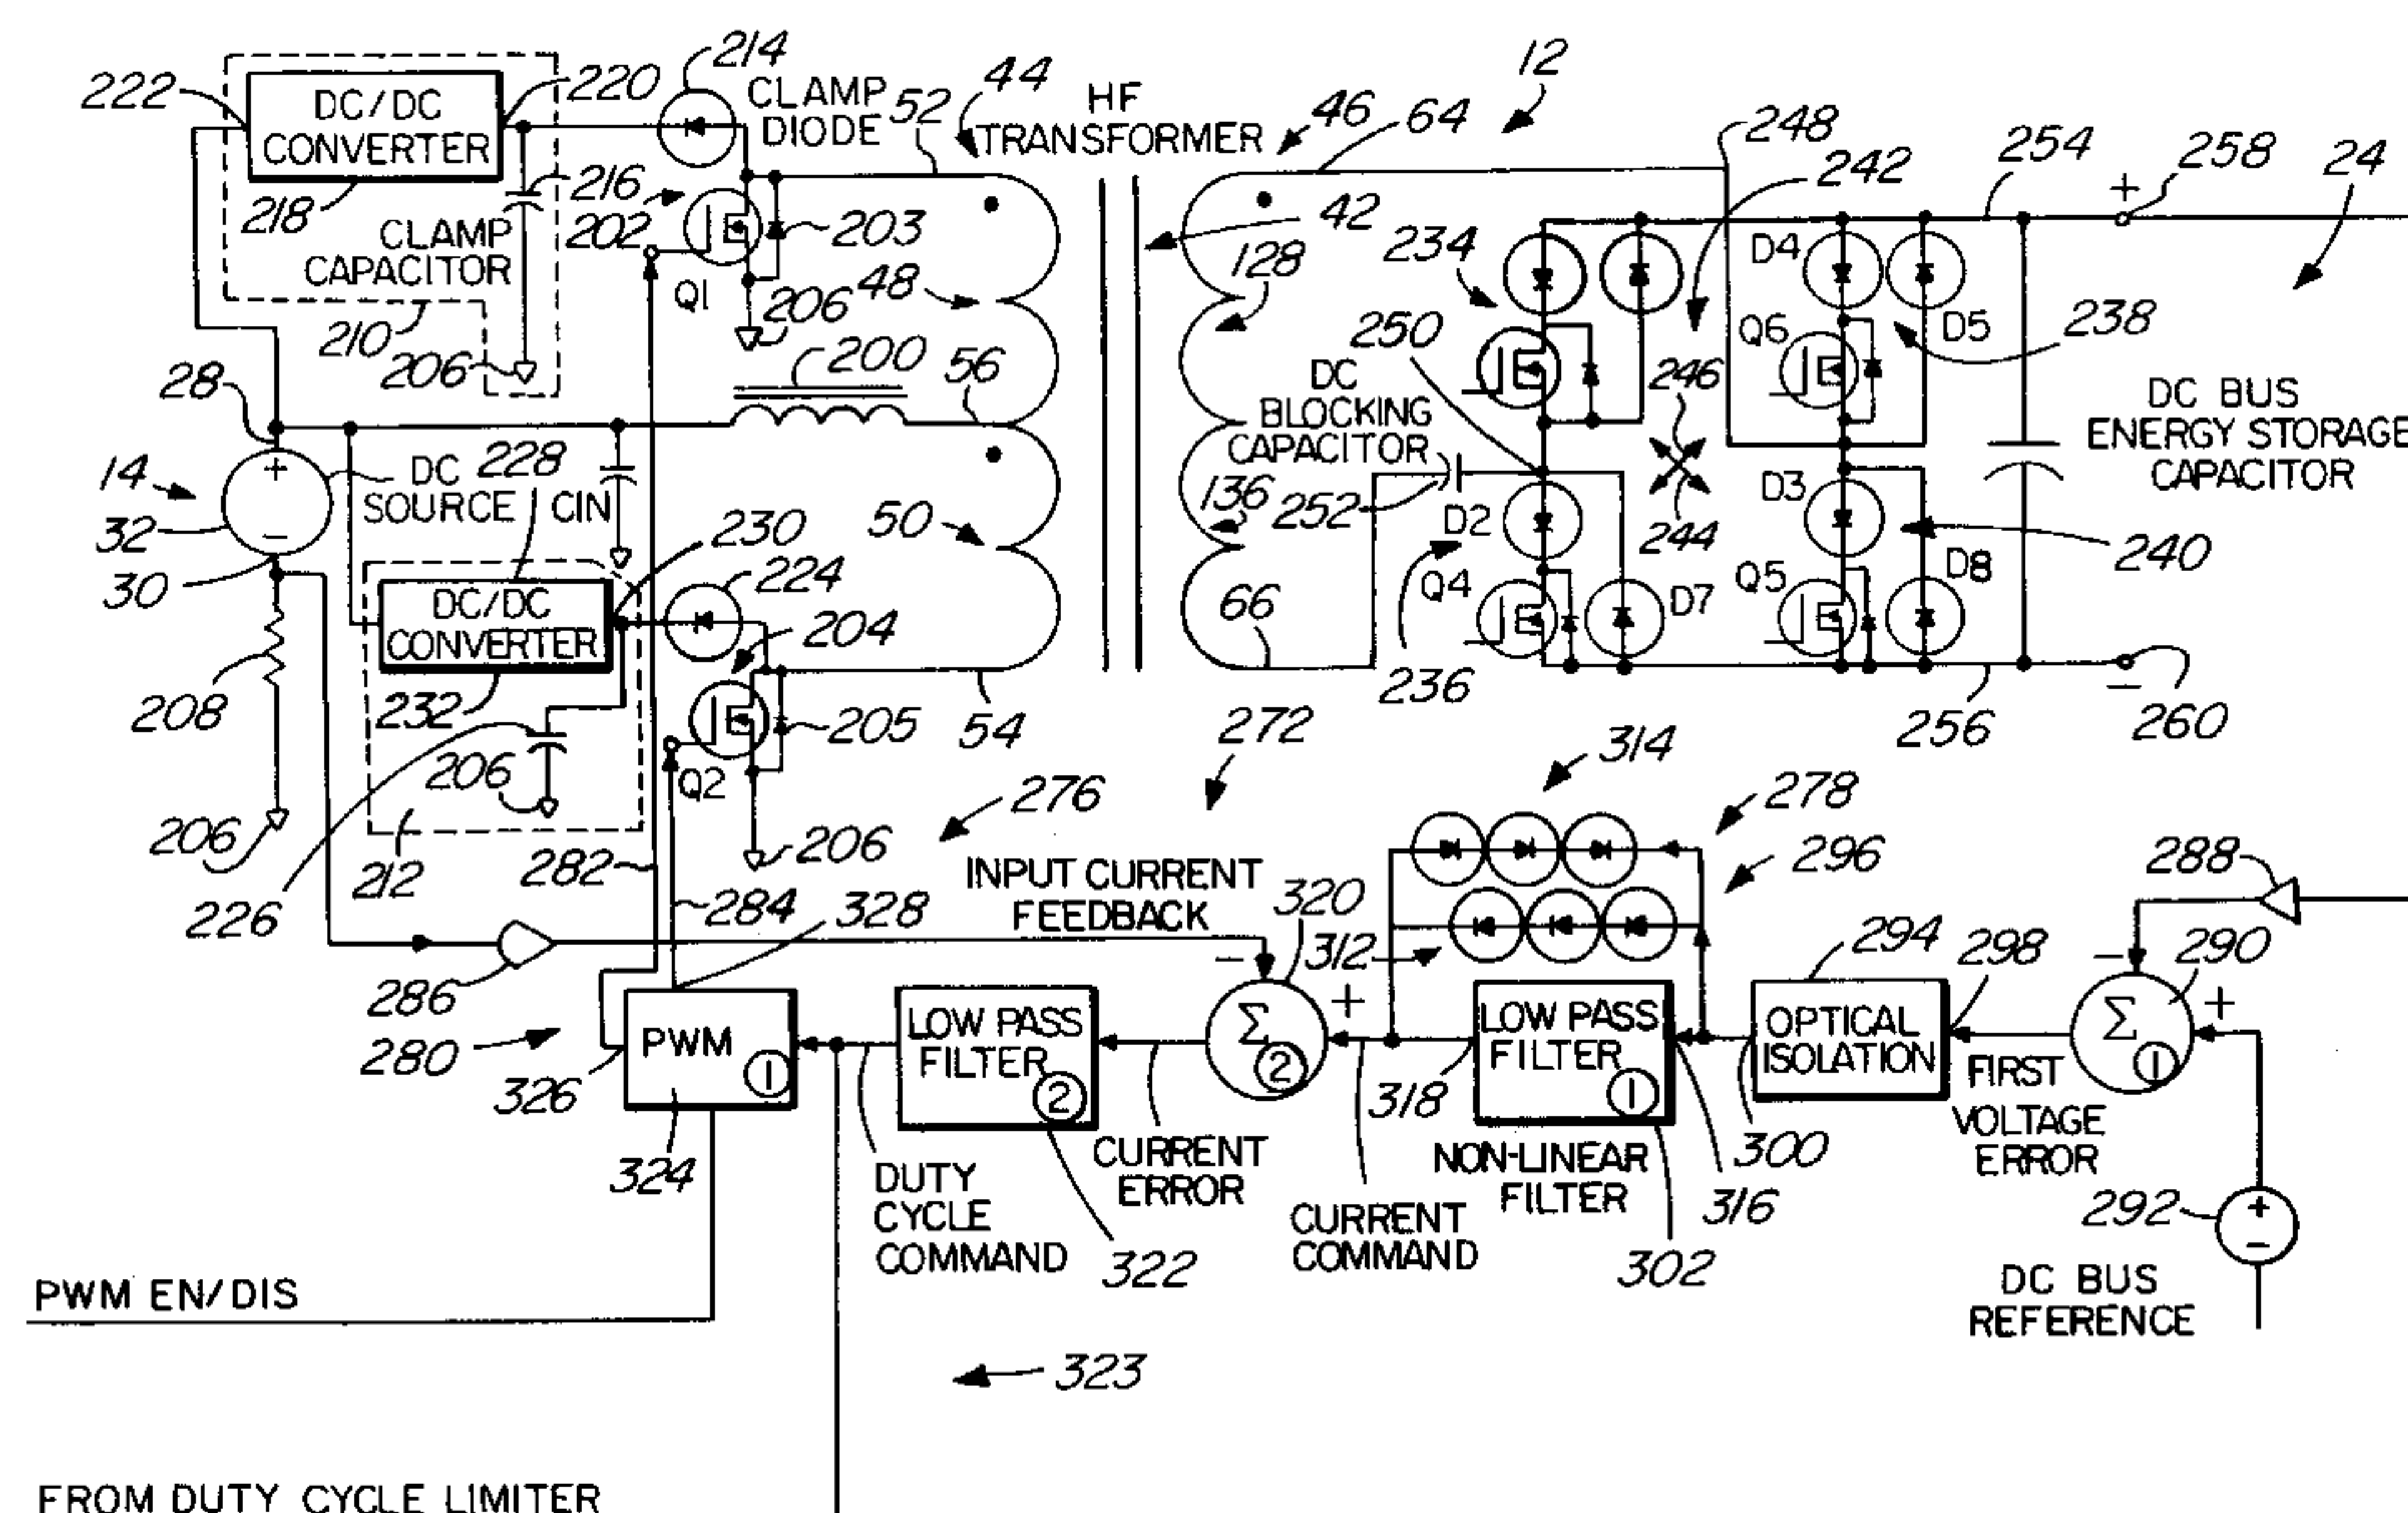 222
DC/DC
CONVERTER
218
220
214
CLAMP
DIODE
52
44
HF
TRANSFORMER
46
64
12
248
242
254
258
+
24
216
CLAMP
CAPACITOR
202
203
Q1
206
48
42
128
234
D4
D5
Q6
238
210
206
28
200
56
250
DC
BLOCKING
CAPACITOR
246
DC BUS
ENERGY STORAGE
CAPACITOR
14
+
−
DC
SOURCE
228
CIN
32
30
50
136
252
D2
244
D3
240
230
224
DC/DC
CONVERTER
204
66
Q4
D7
Q5
D8
236
208
232
226
206
205
Q2
54
256
−
260
206
212
282
284
276
272
314
278
296
206
INPUT CURRENT
FEEDBACK
328
320
312
288
286
280
−
+
294
298
−
290
+
326
PWM
1
324
LOW PASS
FILTER
2
322
Σ
2
318
LOW PASS
FILTER
1
NON-LINEAR
FILTER
302
316
300
OPTICAL
ISOLATION
FIRST
VOLTAGE
ERROR
Σ
1
DUTY
CYCLE
COMMAND
CURRENT
ERROR
CURRENT
COMMAND
292
+
−
DC BUS
REFERENCE
PWM EN/DIS
323
FROM DUTY CYCLE LIMITER